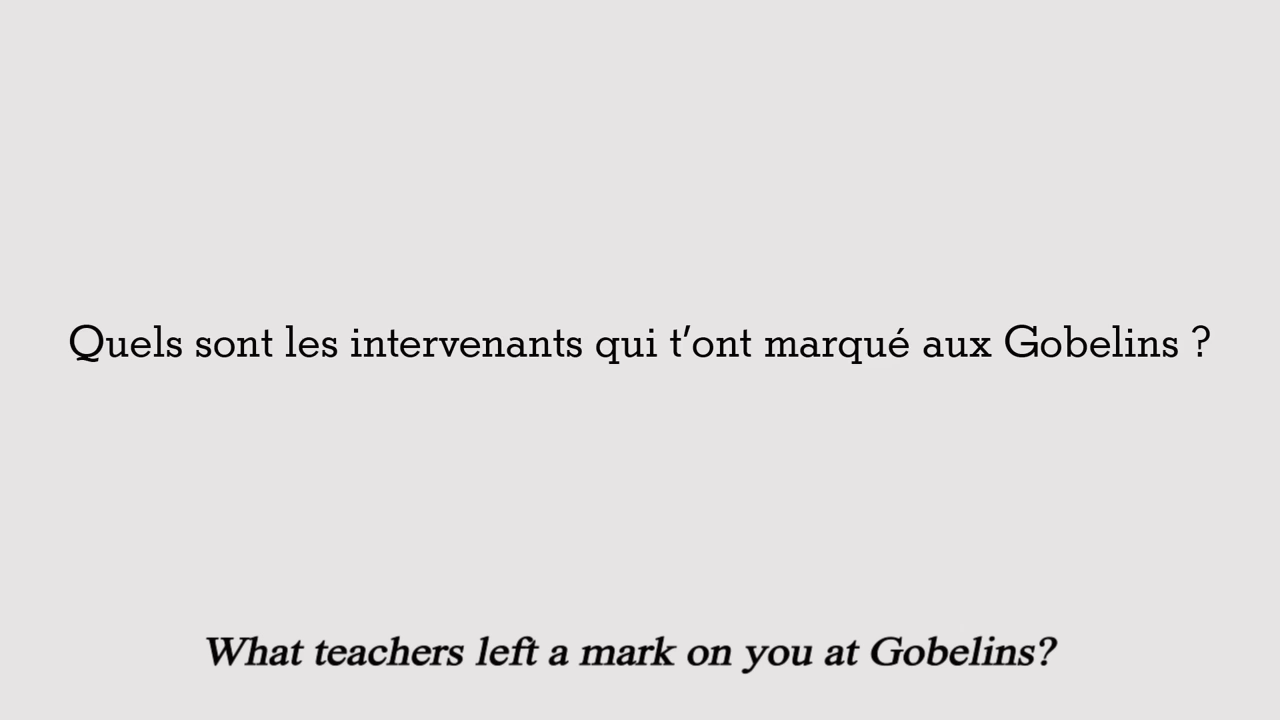 Quels sont les intervenants qui t'ont marqué aux Gobelins ?
What teachers left a mark on you at Gobelins?